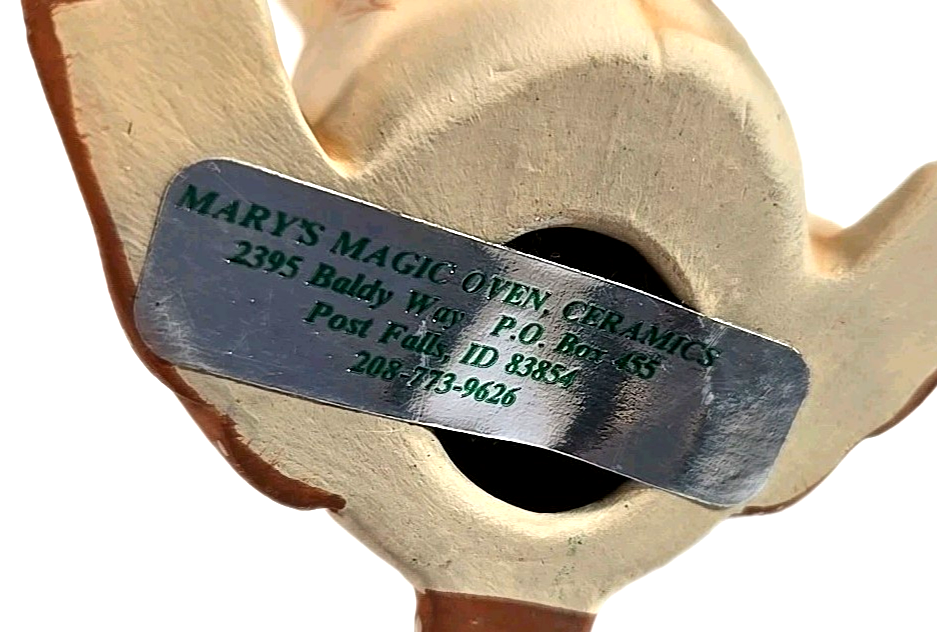 MARY'S MAGIC OVEN, CERAMICS
2395 Baldy Way P.O. Box 455
Post Falls, ID 83854
208-773-9626